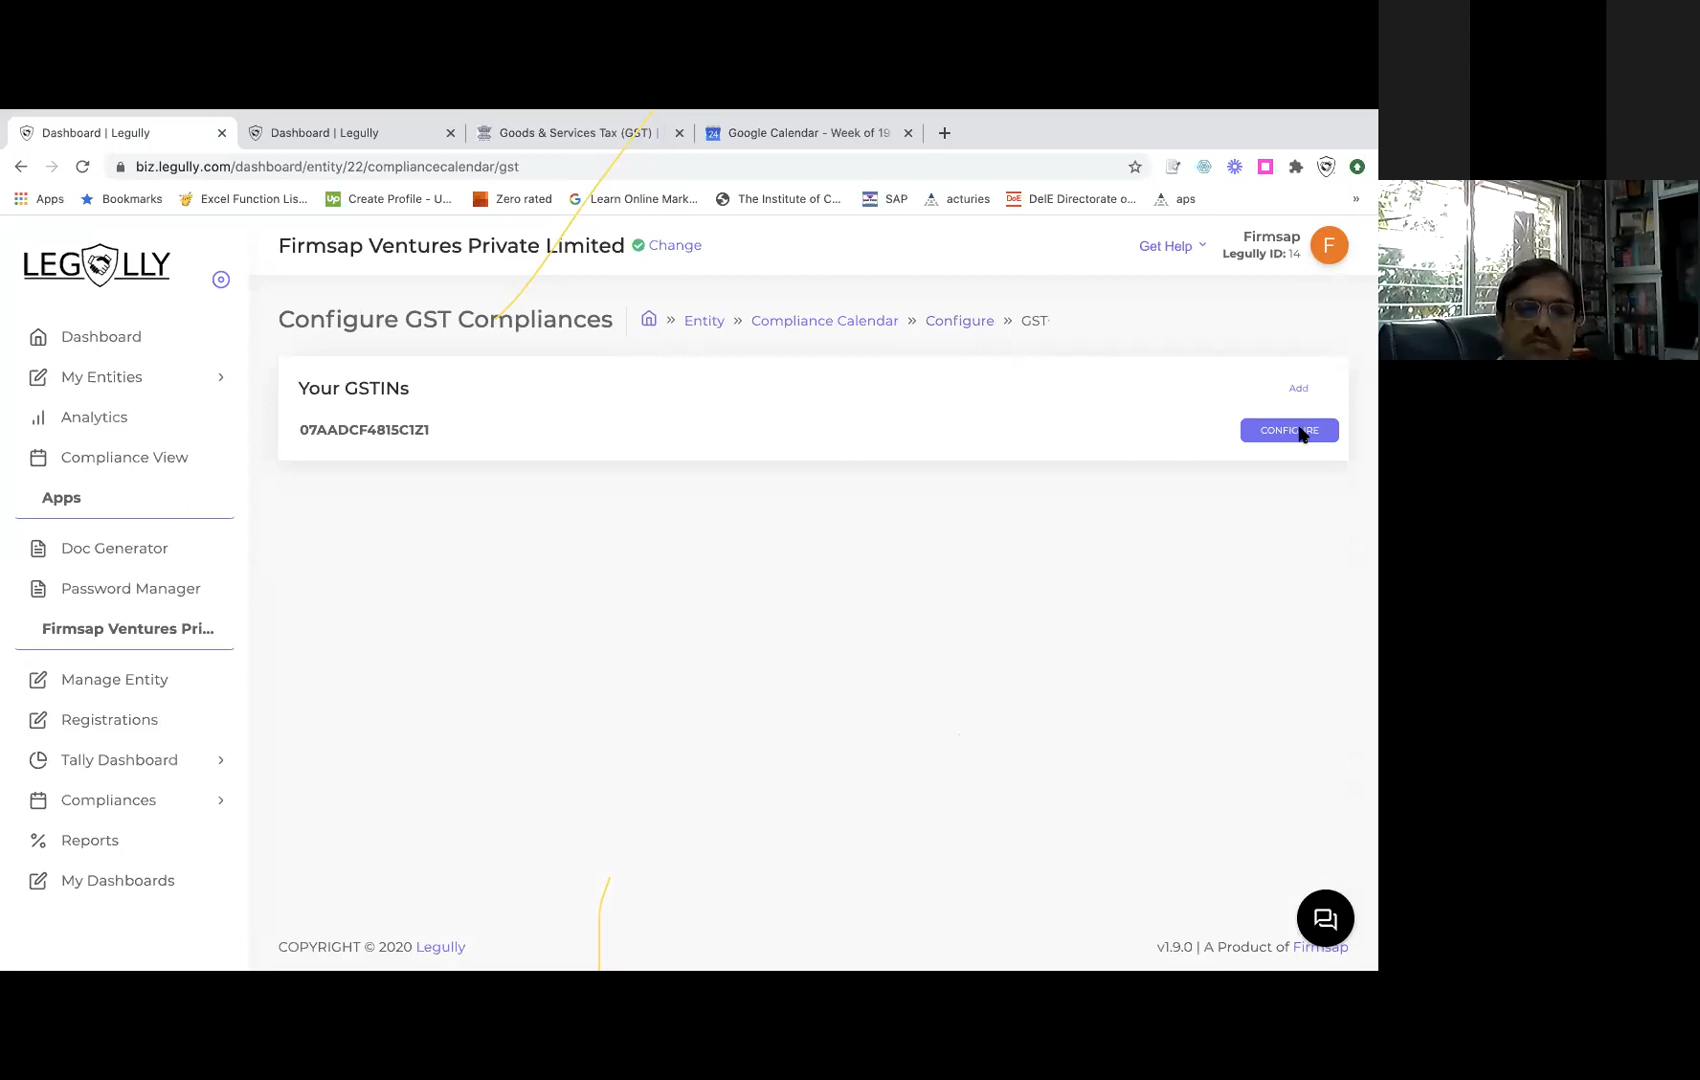 Dashboard | Legully
Dashboard | Legully
Goods & Services Tax (GST) |
Google Calendar - Week of 19
biz.legully.com/dashboard/entity/22/compliancecalendar/gst
Apps
Bookmarks
Excel Function Lis...
Create Profile - U...
Zero rated
Learn Online Mark...
The Institute of C...
SAP
acturies
DelE Directorate o...
aps
LEGULLY
Firmsap Ventures Private Limited
Change
Get Help
Firmsap
Legully ID: 14
F
Configure GST Compliances
Entity » Compliance Calendar » Configure » GST
Your GSTINs
Add
07AADCF4815C1Z1
CONFIGURE
Dashboard
My Entities
Analytics
Compliance View
Apps
Doc Generator
Password Manager
Firmsap Ventures Pri...
Manage Entity
Registrations
Tally Dashboard
Compliances
Reports
My Dashboards
COPYRIGHT © 2020 Legully
v1.9.0 | A Product of Firmsap